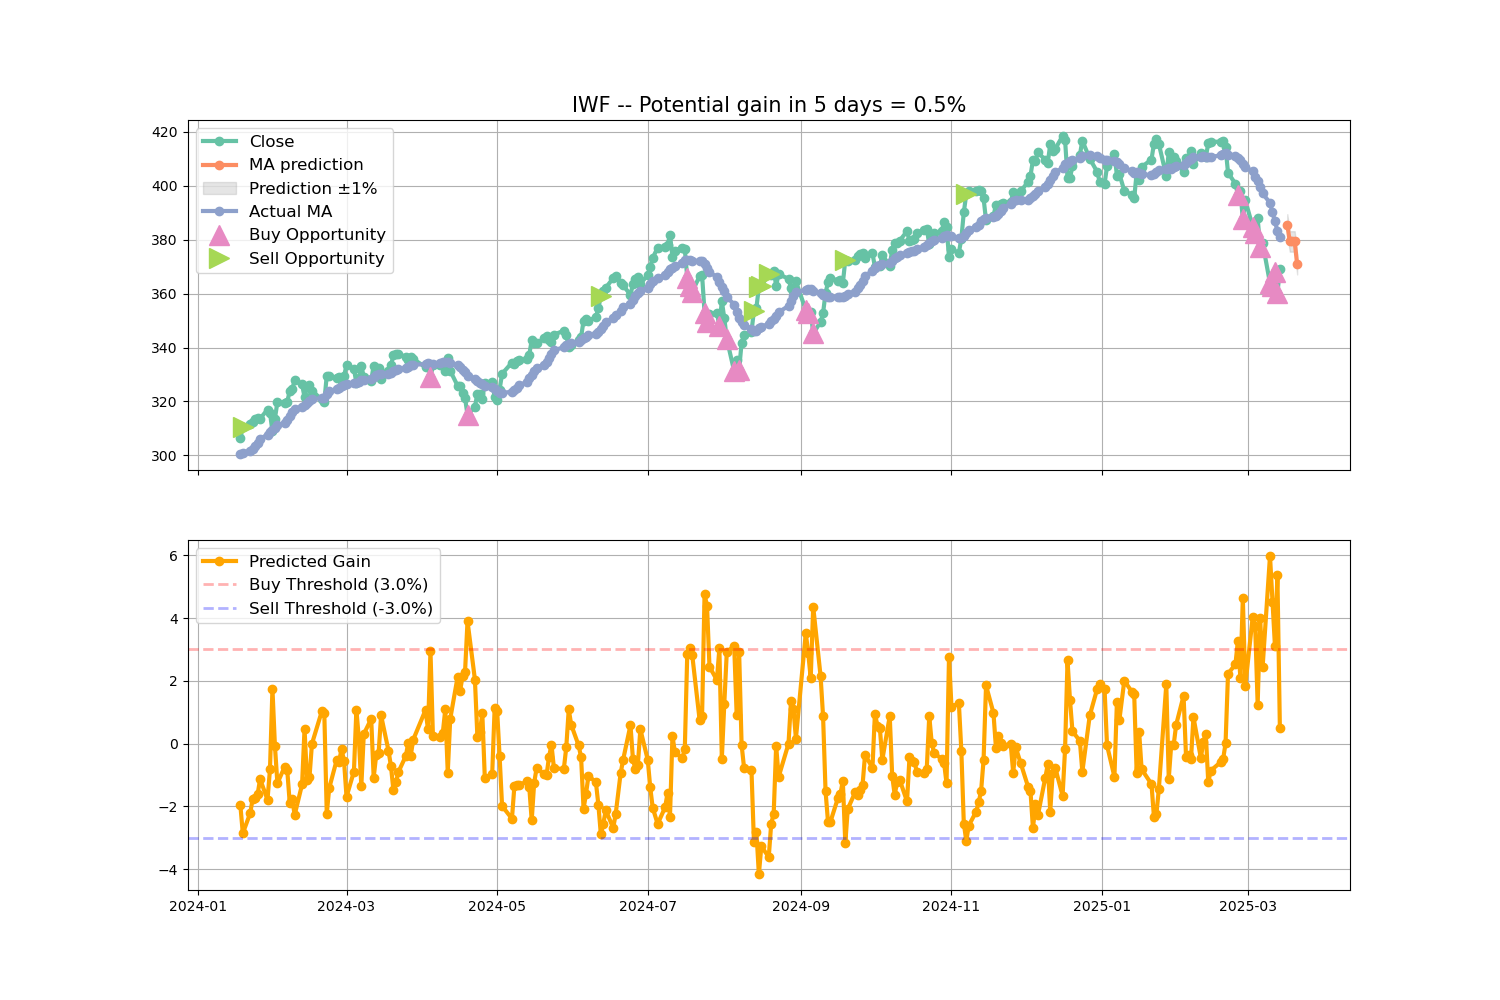 IWF -- Potential gain in 5 days = 0.5%
420
400
380
360
340
320
300
Close
MA prediction
Prediction ±1%
Actual MA
Buy Opportunity
Sell Opportunity
6
4
2
0
−2
−4
Predicted Gain
Buy Threshold (3.0%)
Sell Threshold (-3.0%)
2024-01 2024-03 2024-05 2024-07 2024-09 2024-11 2025-01 2025-03